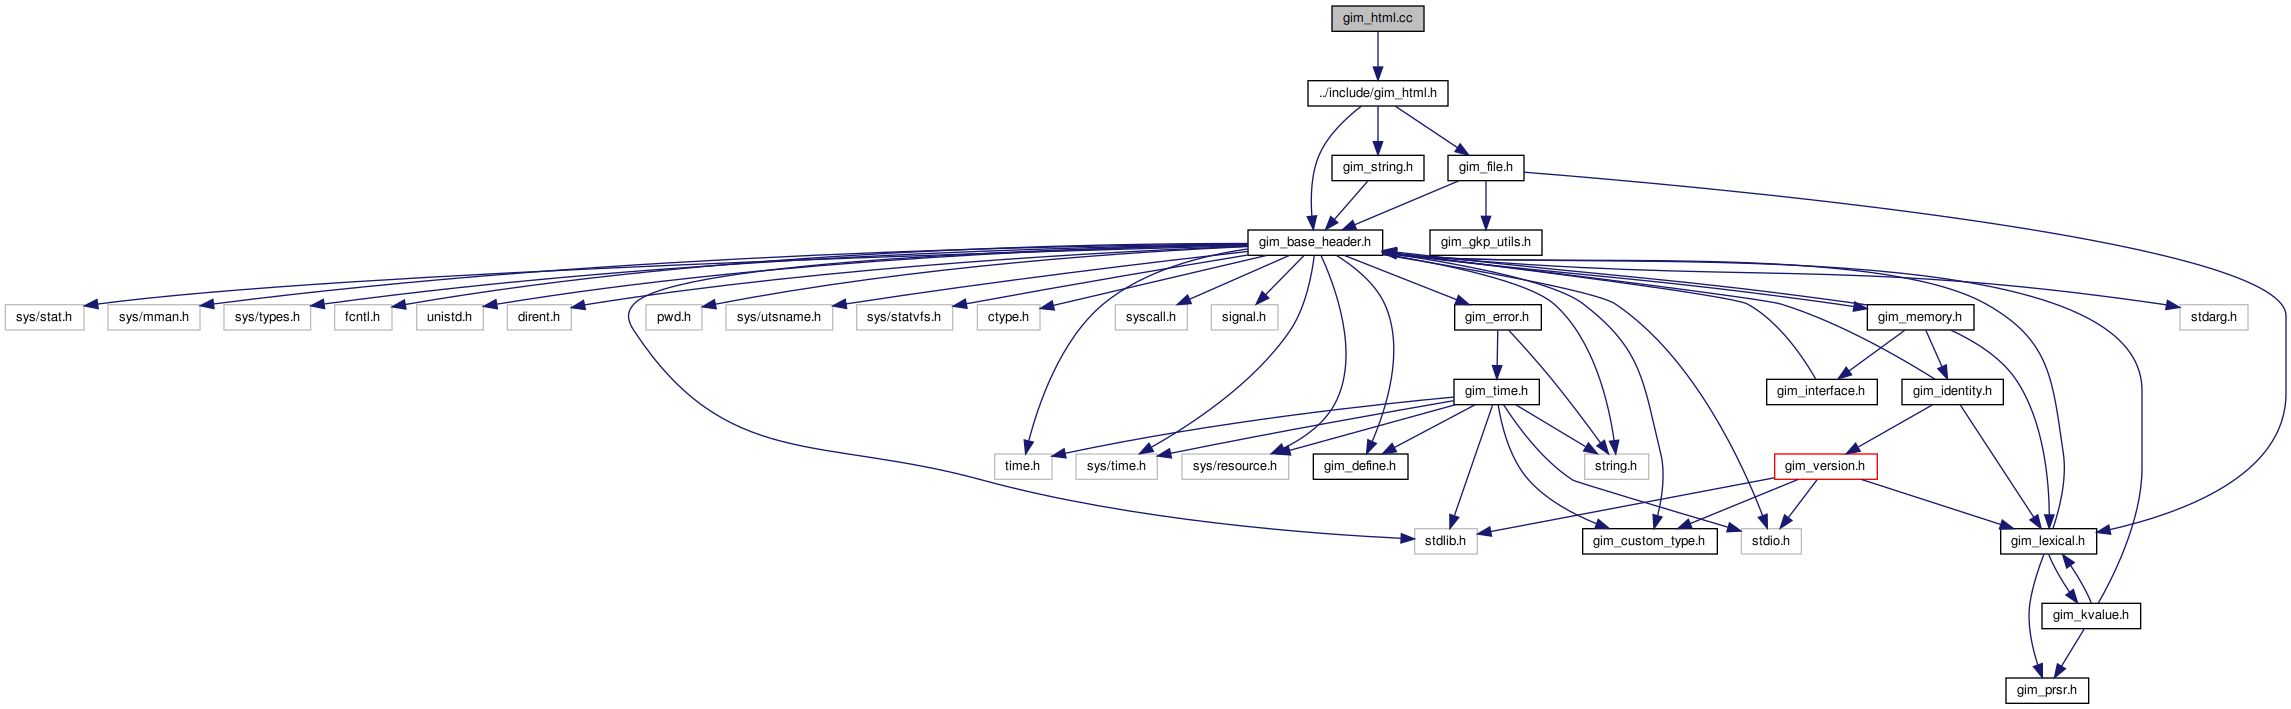 gim_html.cc
../include/gim_html.h
gim_string.h
gim_file.h
gim_base_header.h
gim_gkp_utils.h
sys/stat.h
sys/mman.h
sys/types.h
fcntl.h
unistd.h
dirent.h
pwd.h
sys/utsname.h
sys/statvfs.h
ctype.h
syscall.h
signal.h
gim_error.h
gim_memory.h
stdarg.h
gim_time.h
gim_interface.h
gim_identity.h
time.h
sys/time.h
sys/resource.h
gim_define.h
string.h
gim_version.h
stdlib.h
gim_custom_type.h
stdio.h
gim_lexical.h
gim_kvalue.h
gim_prsr.h